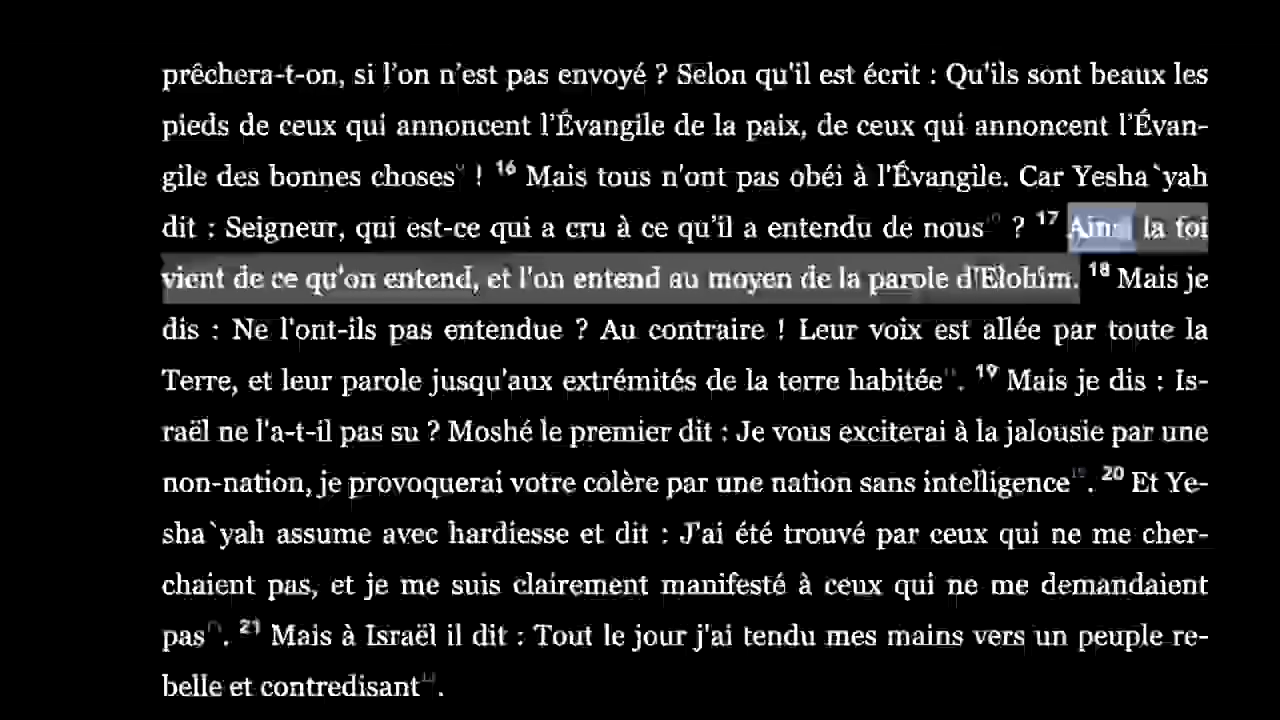 prêchera-t-on, si l’on n’est pas envoyé ? Selon qu'il est écrit : Qu'ils sont beaux les
pieds de ceux qui annoncent l’Évangile de la paix, de ceux qui annoncent l’Évan-
gile des bonnes choses ! 16 Mais tous n'ont pas obéi à l'Évangile. Car Yesha`yah
dit : Seigneur, qui est-ce qui a cru à ce qu’il a entendu de nous ? 17 Ainsi la foi
vient de ce qu'on entend, et l'on entend au moyen de la parole d'Elohîm. 18 Mais je
dis : Ne l'ont-ils pas entendue ? Au contraire ! Leur voix est allée par toute la
Terre, et leur parole jusqu'aux extrémités de la terre habitée. 19 Mais je dis : Is-
raël ne l'a-t-il pas su ? Moshé le premier dit : Je vous exciterai à la jalousie par une
non-nation, je provoquerai votre colère par une nation sans intelligence. 20 Et Ye-
sha`yah assume avec hardiesse et dit : J'ai été trouvé par ceux qui ne me cher-
chaient pas, et je me suis clairement manifesté à ceux qui ne me demandaient
pas. 21 Mais à Israël il dit : Tout le jour j'ai tendu mes mains vers un peuple re-
belle et contredisant.